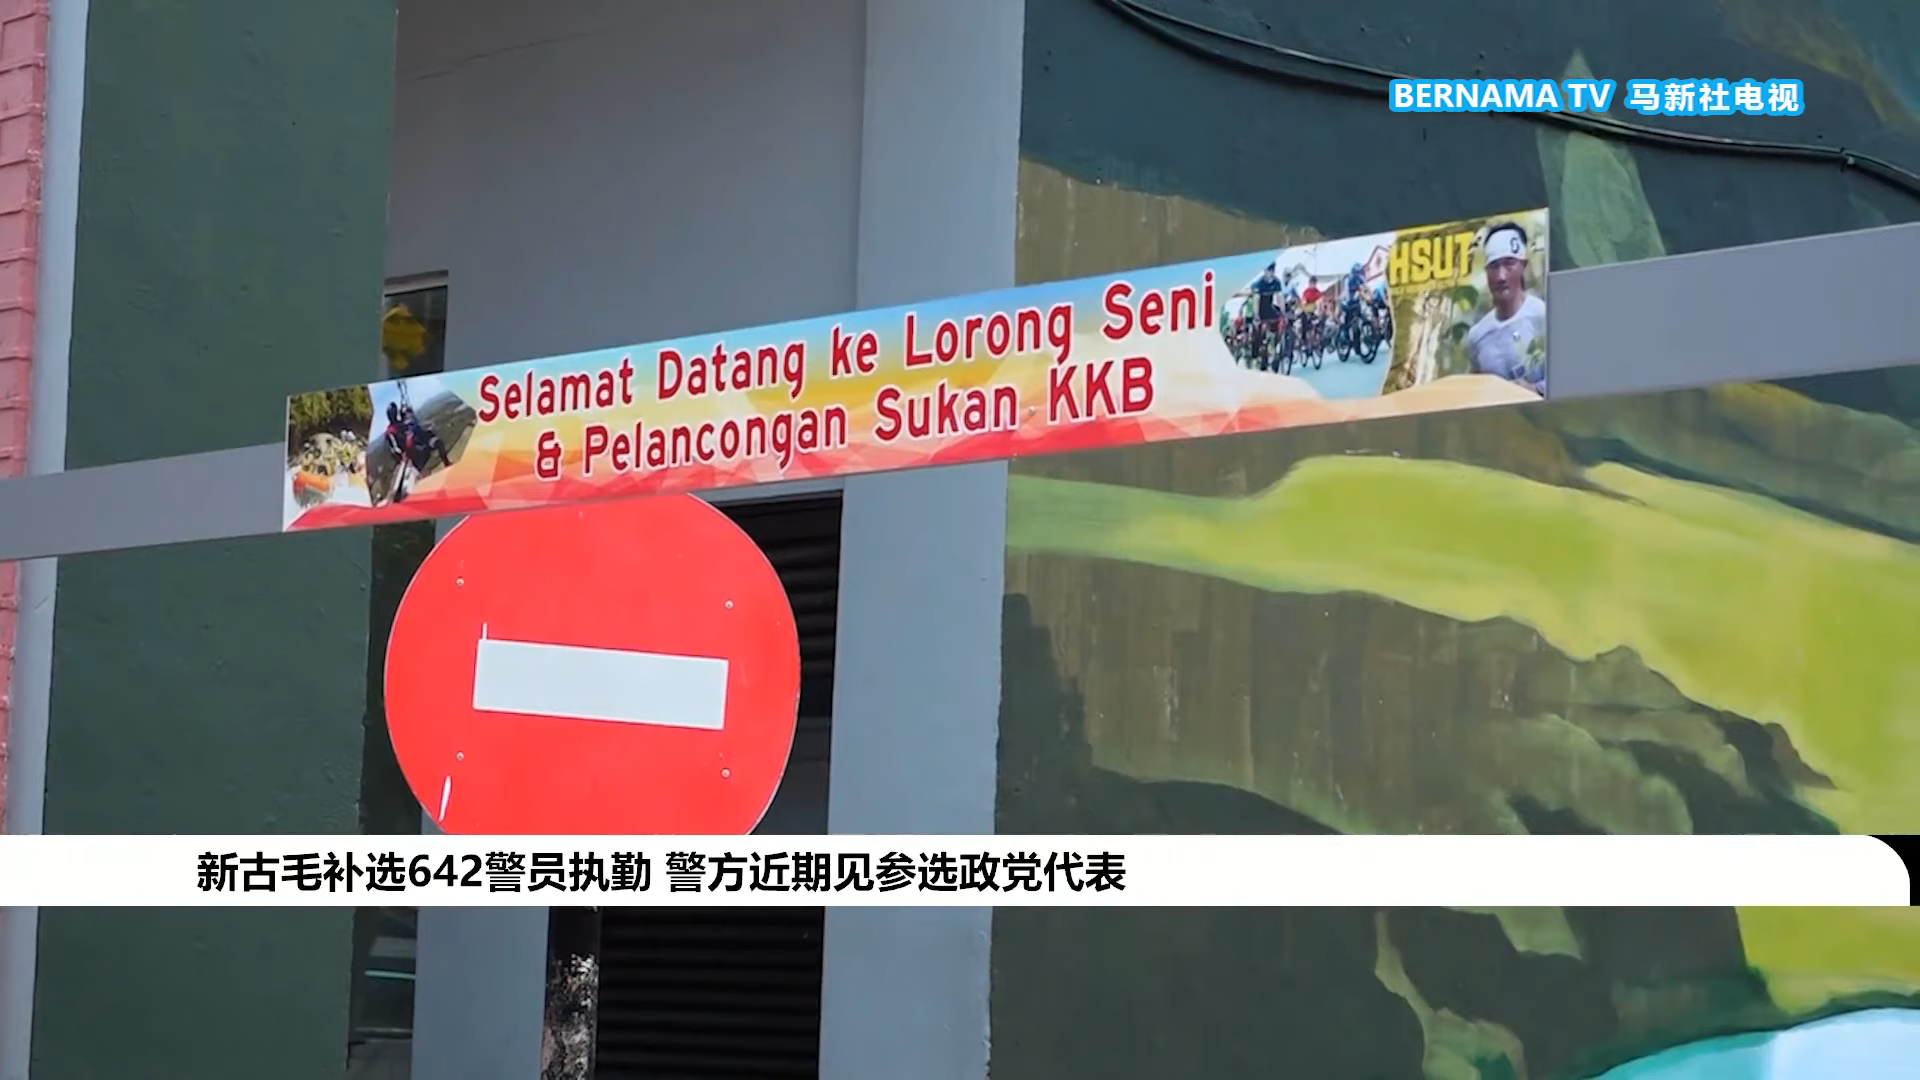 BERNAMA TV 马新社电视
HSUT
Selamat Datang ke Lorong Seni
& Pelancongan Sukan KKB
新古毛补选642警员执勤 警方近期见参选政党代表